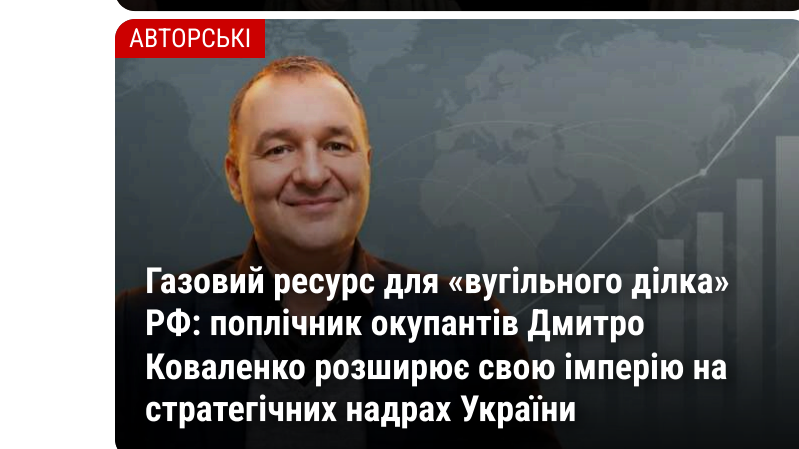 АВТОРСЬКІ
Газовий ресурс для «вугільного ділка»
РФ: поплічник окупантів Дмитро
Коваленко розширює свою імперію на
стратегічних надрах України